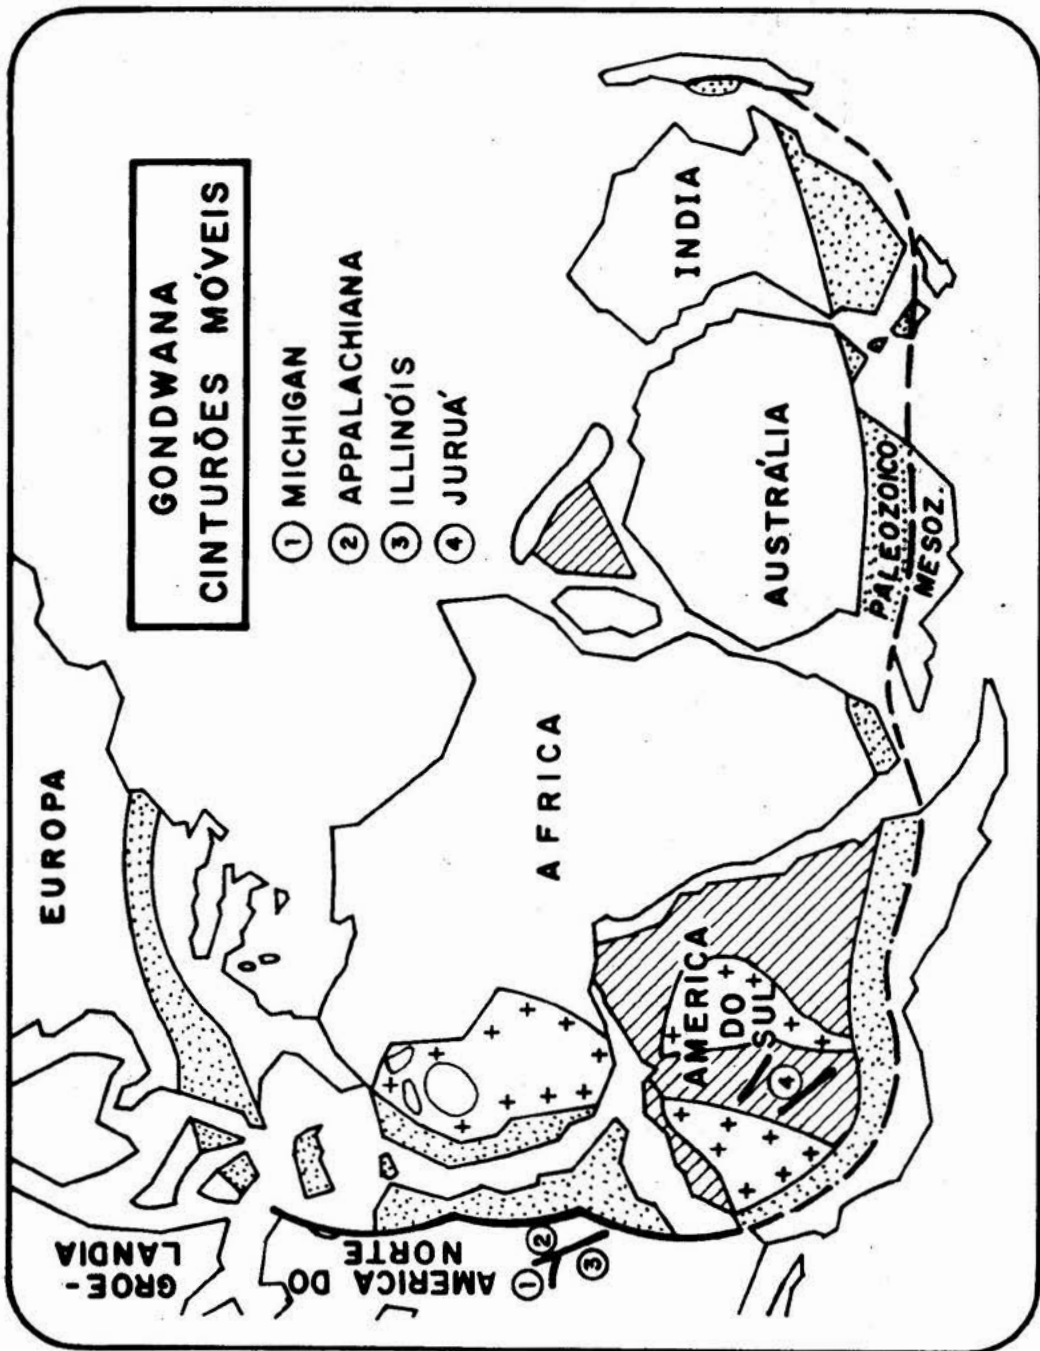 GONDWANA
CINTURÕES MÓVEIS
① MICHIGAN
② APPALACHIANA
③ ILLINÓIS
④ JURUÁ
EUROPA
GROE-
LANDIA
AMERICA DO
NORTE
①
②
③
AFRICA
AMERICA
DO
SUL
④
INDIA
AUSTRÁLIA
PALEOZOICO
MESOZ.